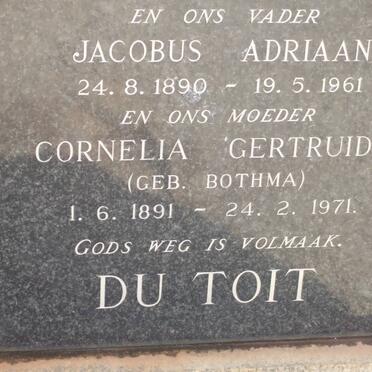 EN ONS VADER
JACOBUS ADRIAAN
24. 8. 1890 – 19. 5. 1961
EN ONS MOEDER
CORNELIA GERTRUID
(GEB. BOTHMA)
1. 6. 1891 – 24. 2. 1971.
GODS WEG IS VOLMAAK.
DU TOIT